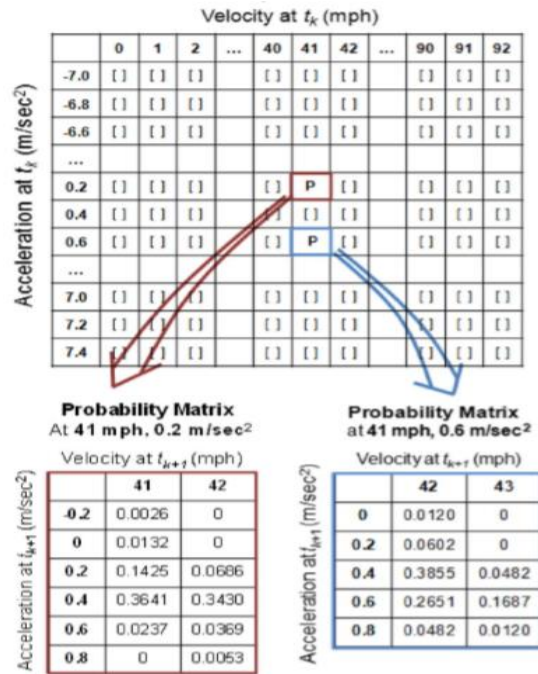 Velocity at t_k (mph)
0 1 2 ... 40 41 42 ... 90 91 92
Acceleration at t_k (m/sec²)
-7.0 [ ] [ ] [ ] [ ] [ ] [ ] [ ] [ ] [ ]
-6.8 [ ] [ ] [ ] [ ] [ ] [ ] [ ] [ ] [ ]
-6.6 [ ] [ ] [ ] [ ] [ ] [ ] [ ] [ ] [ ]
...
0.2 [ ] [ ] [ ] [ ] P [ ] [ ] [ ] [ ]
0.4 [ ] [ ] [ ] [ ] [ ] [ ] [ ] [ ] [ ]
0.6 [ ] [ ] [ ] [ ] P [ ] [ ] [ ] [ ]
...
7.0 [ ] [ ] [ ] [ ] [ ] [ ] [ ] [ ] [ ]
7.2 [ ] [ ] [ ] [ ] [ ] [ ] [ ] [ ] [ ]
7.4 [ ] [ ] [ ] [ ] [ ] [ ] [ ] [ ] [ ]
Probability Matrix
At 41 mph, 0.2 m/sec²
Velocity at t_k+1 (mph)
Acceleration at t_k+1 (m/sec²)
41 42
-0.2 0.0026 0
0 0.0132 0
0.2 0.1425 0.0686
0.4 0.3641 0.3430
0.6 0.0237 0.0369
0.8 0 0.0053
Probability Matrix
at 41 mph, 0.6 m/sec²
Velocity at t_k+1 (mph)
Acceleration at t_k+1 (m/sec²)
42 43
0 0.0120 0
0.2 0.0602 0
0.4 0.3855 0.0482
0.6 0.2651 0.1687
0.8 0.0482 0.0120